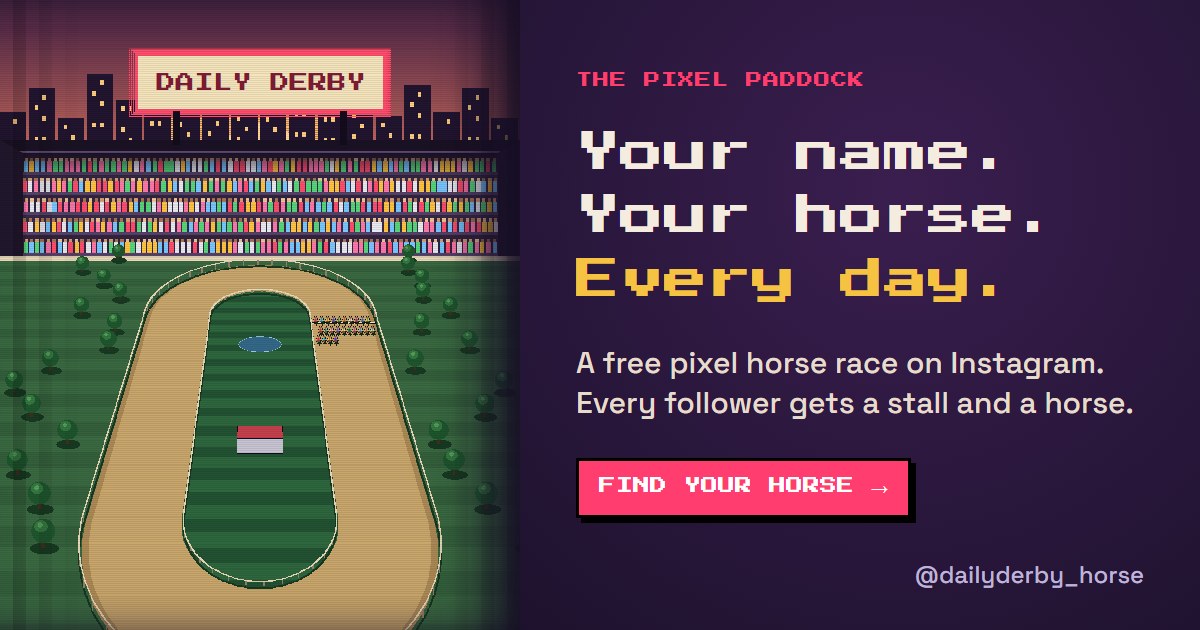 DAILY DERBY
THE PIXEL PADDOCK
Your name.
Your horse.
Every day.
A free pixel horse race on Instagram.
Every follower gets a stall and a horse.
FIND YOUR HORSE →
@dailyderby_horse